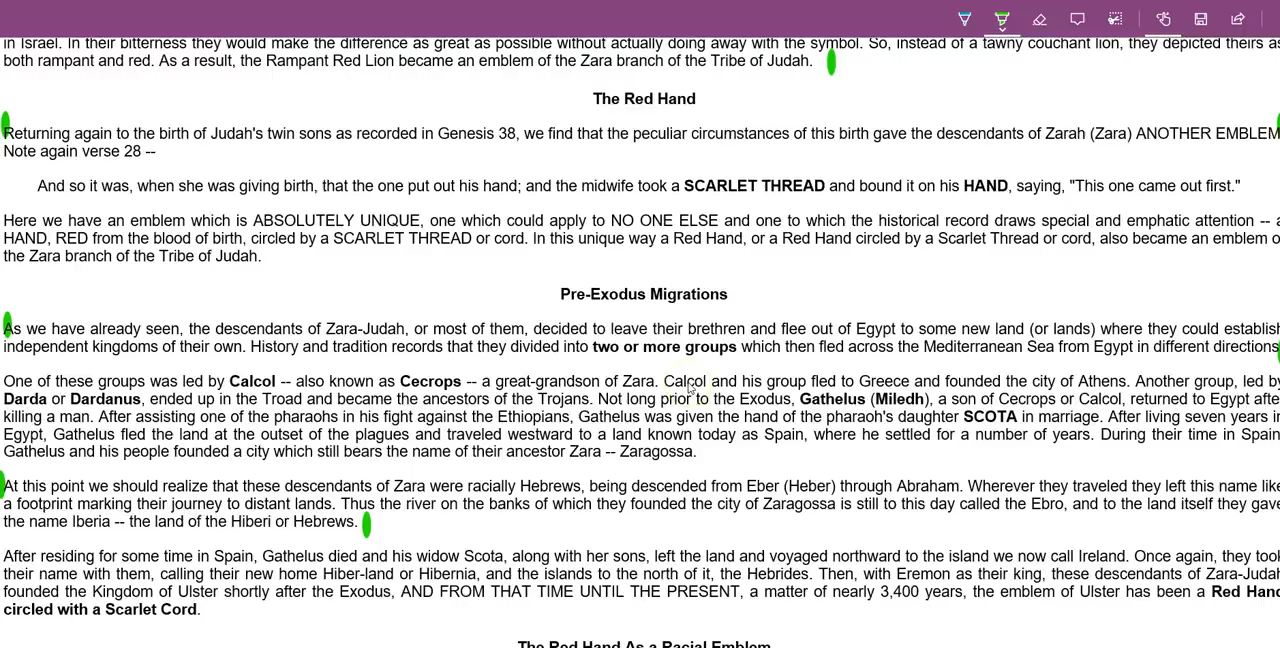 in Israel. In their bitterness they would make the difference as great as possible without actually doing away with the symbol. So, instead of a tawny couchant lion, they depicted theirs as
both rampant and red. As a result, the Rampant Red Lion became an emblem of the Zara branch of the Tribe of Judah.
The Red Hand
Returning again to the birth of Judah's twin sons as recorded in Genesis 38, we find that the peculiar circumstances of this birth gave the descendants of Zarah (Zara) ANOTHER EMBLEM
Note again verse 28 --
And so it was, when she was giving birth, that the one put out his hand; and the midwife took a SCARLET THREAD and bound it on his HAND, saying, "This one came out first."
Here we have an emblem which is ABSOLUTELY UNIQUE, one which could apply to NO ONE ELSE and one to which the historical record draws special and emphatic attention -- a
HAND, RED from the blood of birth, circled by a SCARLET THREAD or cord. In this unique way a Red Hand, or a Red Hand circled by a Scarlet Thread or cord, also became an emblem o
the Zara branch of the Tribe of Judah.
Pre-Exodus Migrations
As we have already seen, the descendants of Zara-Judah, or most of them, decided to leave their brethren and flee out of Egypt to some new land (or lands) where they could establis
independent kingdoms of their own. History and tradition records that they divided into two or more groups which then fled across the Mediterranean Sea from Egypt in different directions
One of these groups was led by Calcol -- also known as Cecrops -- a great-grandson of Zara. Calcol and his group fled to Greece and founded the city of Athens. Another group, led by
Darda or Dardanus, ended up in the Troad and became the ancestors of the Trojans. Not long prior to the Exodus, Gathelus (Miledh), a son of Cecrops or Calcol, returned to Egypt afte
killing a man. After assisting one of the pharaohs in his fight against the Ethiopians, Gathelus was given the hand of the pharaoh's daughter SCOTA in marriage. After living seven years in
Egypt, Gathelus fled the land at the outset of the plagues and traveled westward to a land known today as Spain, where he settled for a number of years. During their time in Spain
Gathelus and his people founded a city which still bears the name of their ancestor Zara -- Zaragossa.
At this point we should realize that these descendants of Zara were racially Hebrews, being descended from Eber (Heber) through Abraham. Wherever they traveled they left this name like
a footprint marking their journey to distant lands. Thus the river on the banks of which they founded the city of Zaragossa is still to this day called the Ebro, and to the land itself they gave
the name Iberia -- the land of the Hiberi or Hebrews.
After residing for some time in Spain, Gathelus died and his widow Scota, along with her sons, left the land and voyaged northward to the island we now call Ireland. Once again, they took
their name with them, calling their new home Hiber-land or Hibernia, and the islands to the north of it, the Hebrides. Then, with Eremon as their king, these descendants of Zara-Judah
founded the Kingdom of Ulster shortly after the Exodus, AND FROM THAT TIME UNTIL THE PRESENT, a matter of nearly 3,400 years, the emblem of Ulster has been a Red Hand
circled with a Scarlet Cord.
The Red Hand As a Racial Emblem